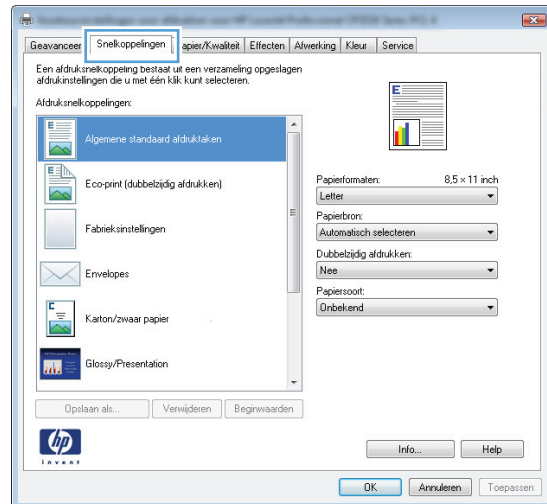 Geavanceer Snelkoppelingen apier/Kwaliteit Effecten Afwerking Kleur Service
Een afdruksnelkoppeling bestaat uit een verzameling opgeslagen
afdrukinstellingen die u met één klik kunt selecteren.
Afdruksnelkoppelingen:
Algemene standaard afdruktaken
Eco-print (dubbelzijdig afdrukken)
Fabrieksinstellingen
Envelopes
Karton/zwaar papier
Glossy/Presentation
Opslaan als... Verwijderen Beginwaarden
E
Papierformaten: 8,5 × 11 inch
Letter
Papierbron:
Automatisch selecteren
Dubbelzijdig afdrukken:
Nee
Papiersoort:
Onbekend
hp
invent
Info... Help
OK Annuleren Toepassen